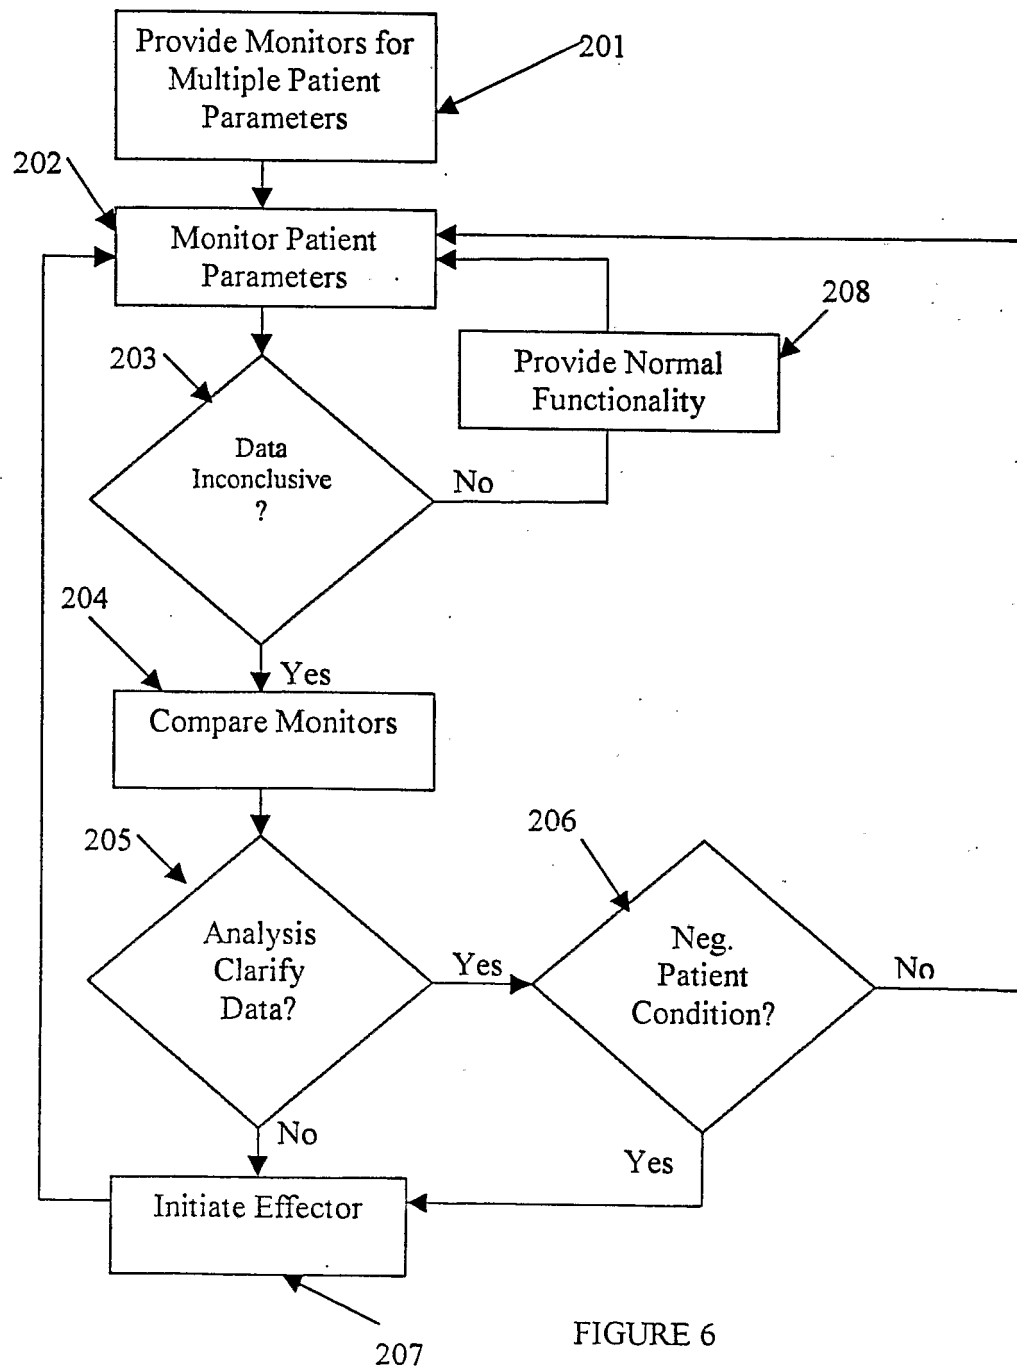 Provide Monitors for
Multiple Patient
Parameters
201
202
Monitor Patient
Parameters
208
Provide Normal
Functionality
203
Data
Inconclusive
?
No
204
Yes
Compare Monitors
205
206
Analysis
Clarify
Data?
Yes
Neg.
Patient
Condition?
No
No
Yes
Initiate Effector
207
FIGURE 6